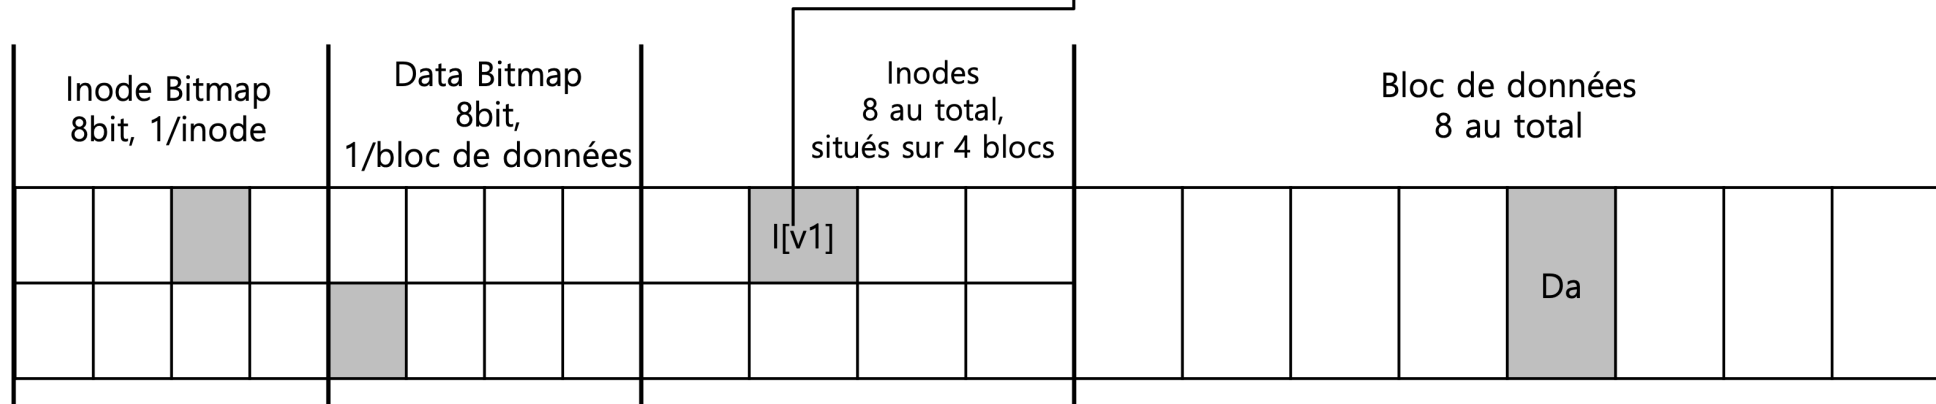 Inode Bitmap
8bit, 1/inode
Data Bitmap
8bit,
1/bloc de données
Inodes
8 au total,
situés sur 4 blocs
Bloc de données
8 au total
I[v1]
Da